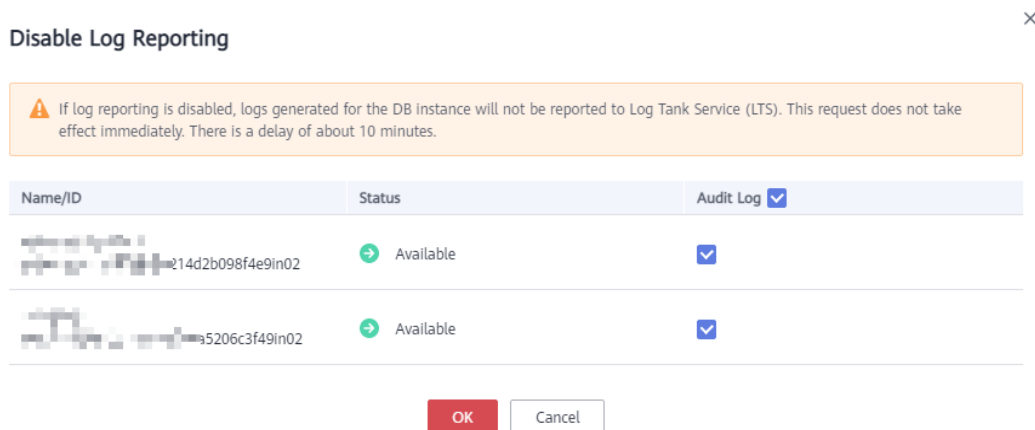 Disable Log Reporting
If log reporting is disabled, logs generated for the DB instance will not be reported to Log Tank Service (LTS). This request does not take
effect immediately. There is a delay of about 10 minutes.
Name/ID Status Audit Log
214d2b098f4e9in02 Available
a5206c3f49in02 Available
OK Cancel